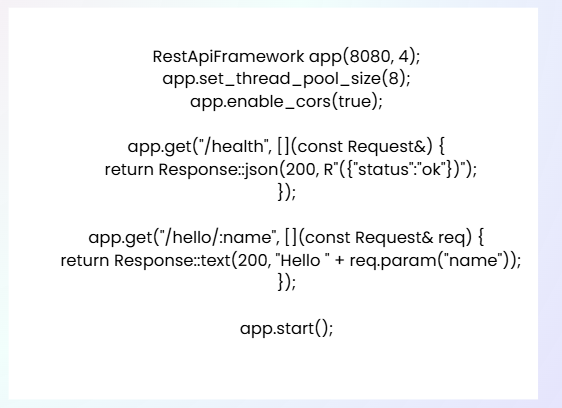 RestApiFramework app(8080, 4);
app.set_thread_pool_size(8);
app.enable_cors(true);
app.get("/health", [](const Request&) {
return Response::json(200, R"({"status":"ok"})");
});
app.get("/hello/:name", [](const Request& req) {
return Response::text(200, "Hello " + req.param("name"));
});
app.start();